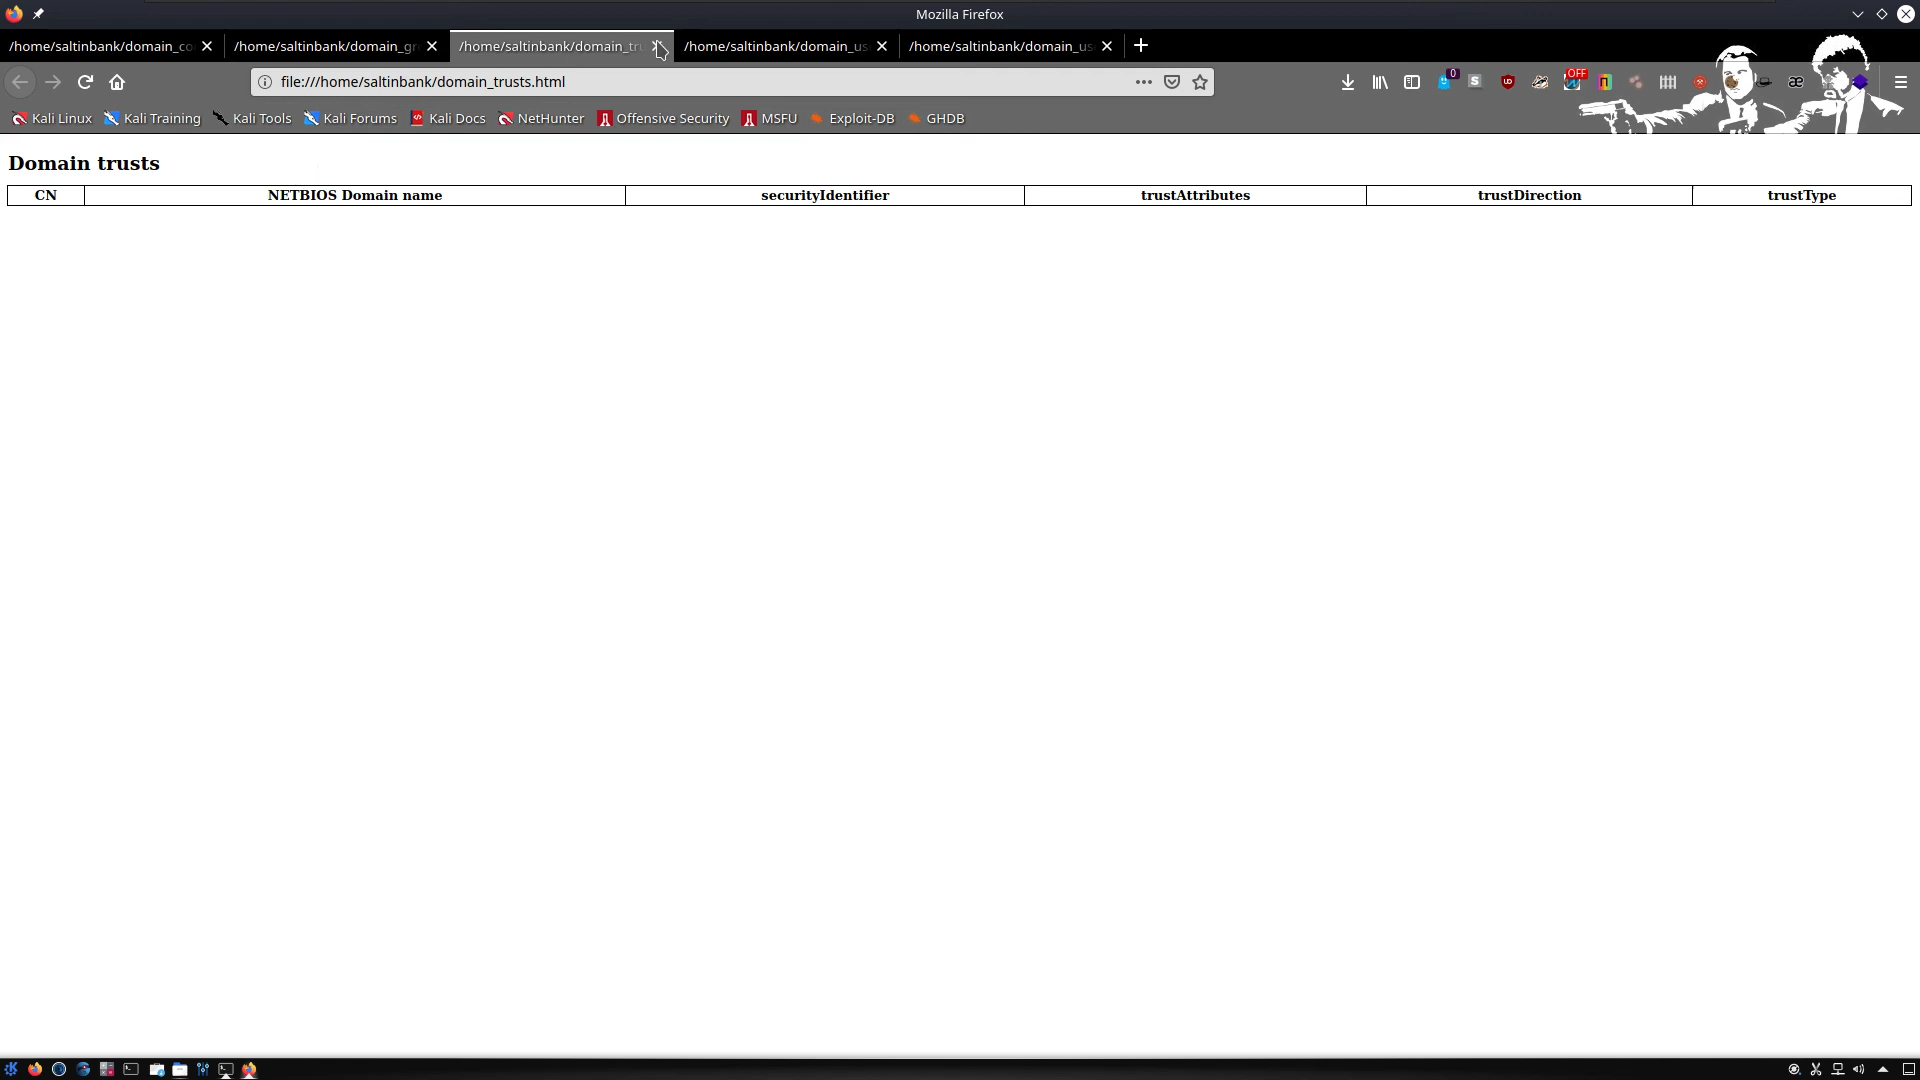 Mozilla Firefox
/home/saltinbank/domain_co
/home/saltinbank/domain_gr
/home/saltinbank/domain_tru
/home/saltinbank/domain_us
/home/saltinbank/domain_us
file:///home/saltinbank/domain_trusts.html
0
S
OFF
æ
Kali Linux
Kali Training
Kali Tools
Kali Forums
Kali Docs
NetHunter
Offensive Security
MSFU
Exploit-DB
GHDB
Domain trusts
CN NETBIOS Domain name securityIdentifier trustAttributes trustDirection trustType